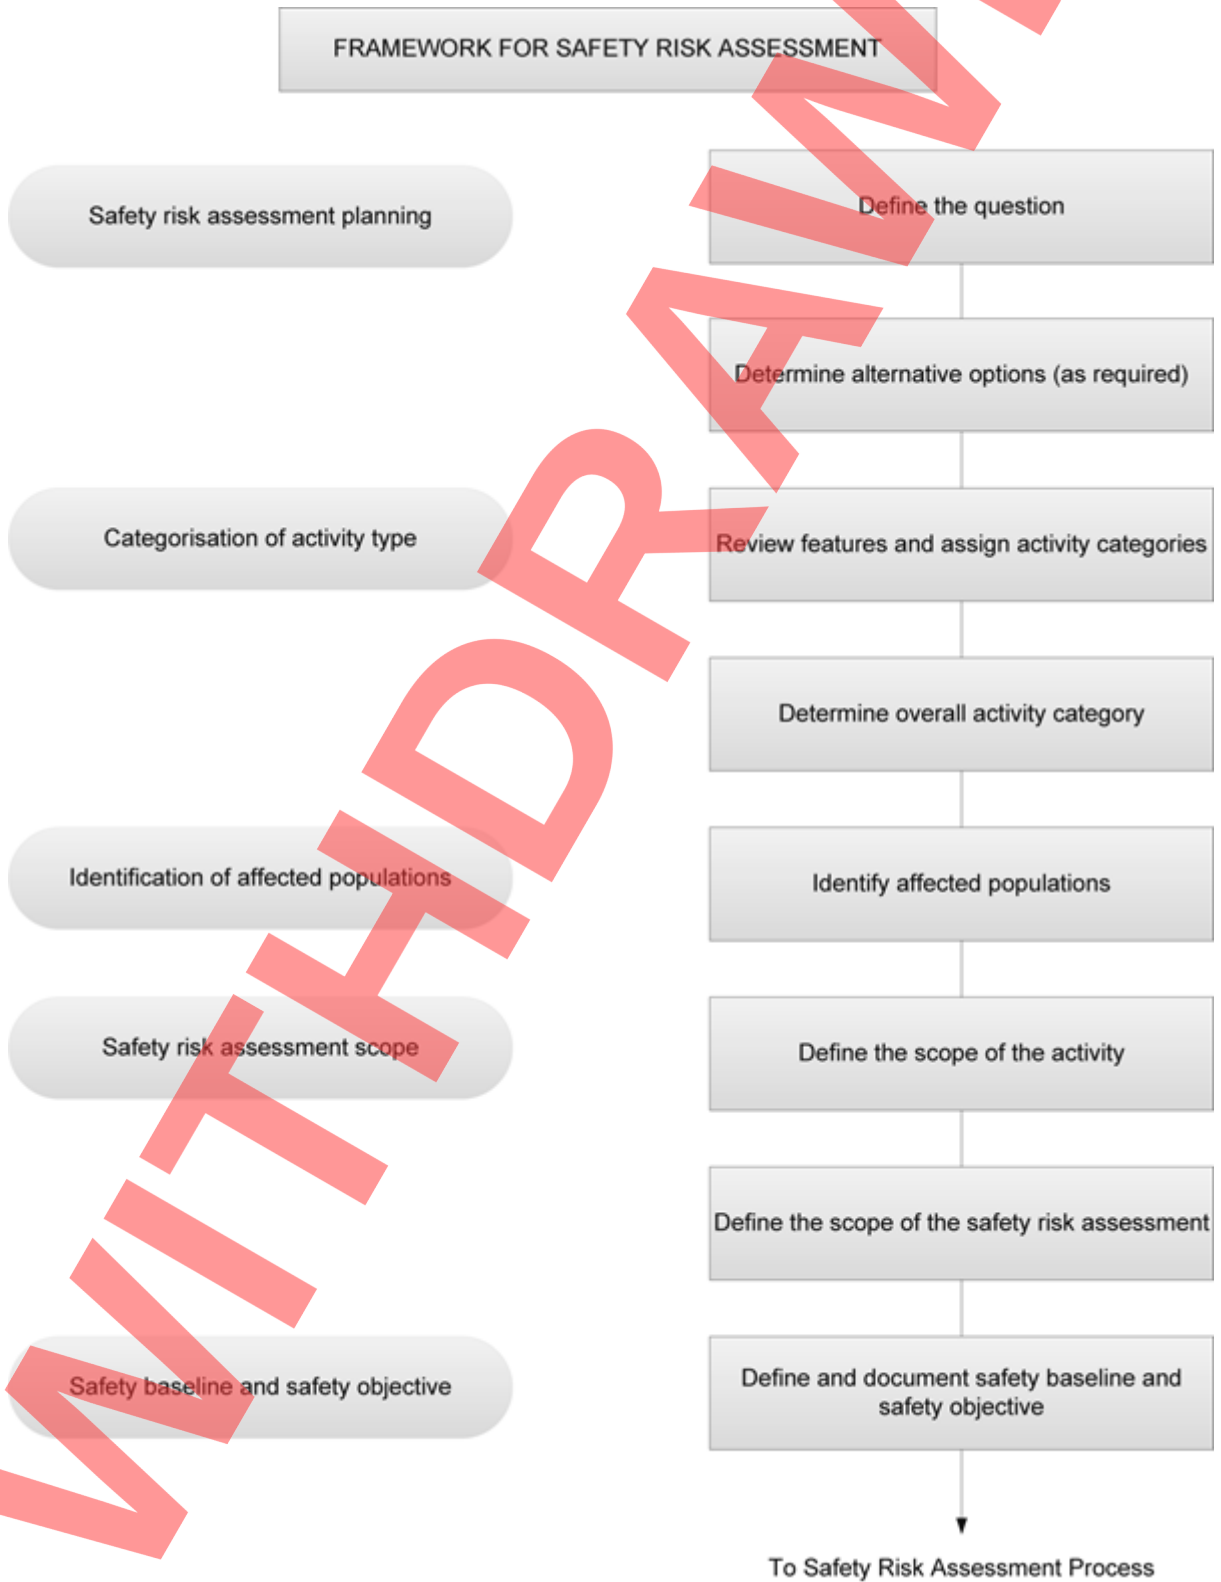 FRAMEWORK FOR SAFETY RISK ASSESSMENT
Safety risk assessment planning
Define the question
Determine alternative options (as required)
Categorisation of activity type
Review features and assign activity categories
Determine overall activity category
Identification of affected populations
Identify affected populations
Safety risk assessment scope
Define the scope of the activity
Define the scope of the safety risk assessment
Safety baseline and safety objective
Define and document safety baseline and
safety objective
To Safety Risk Assessment Process